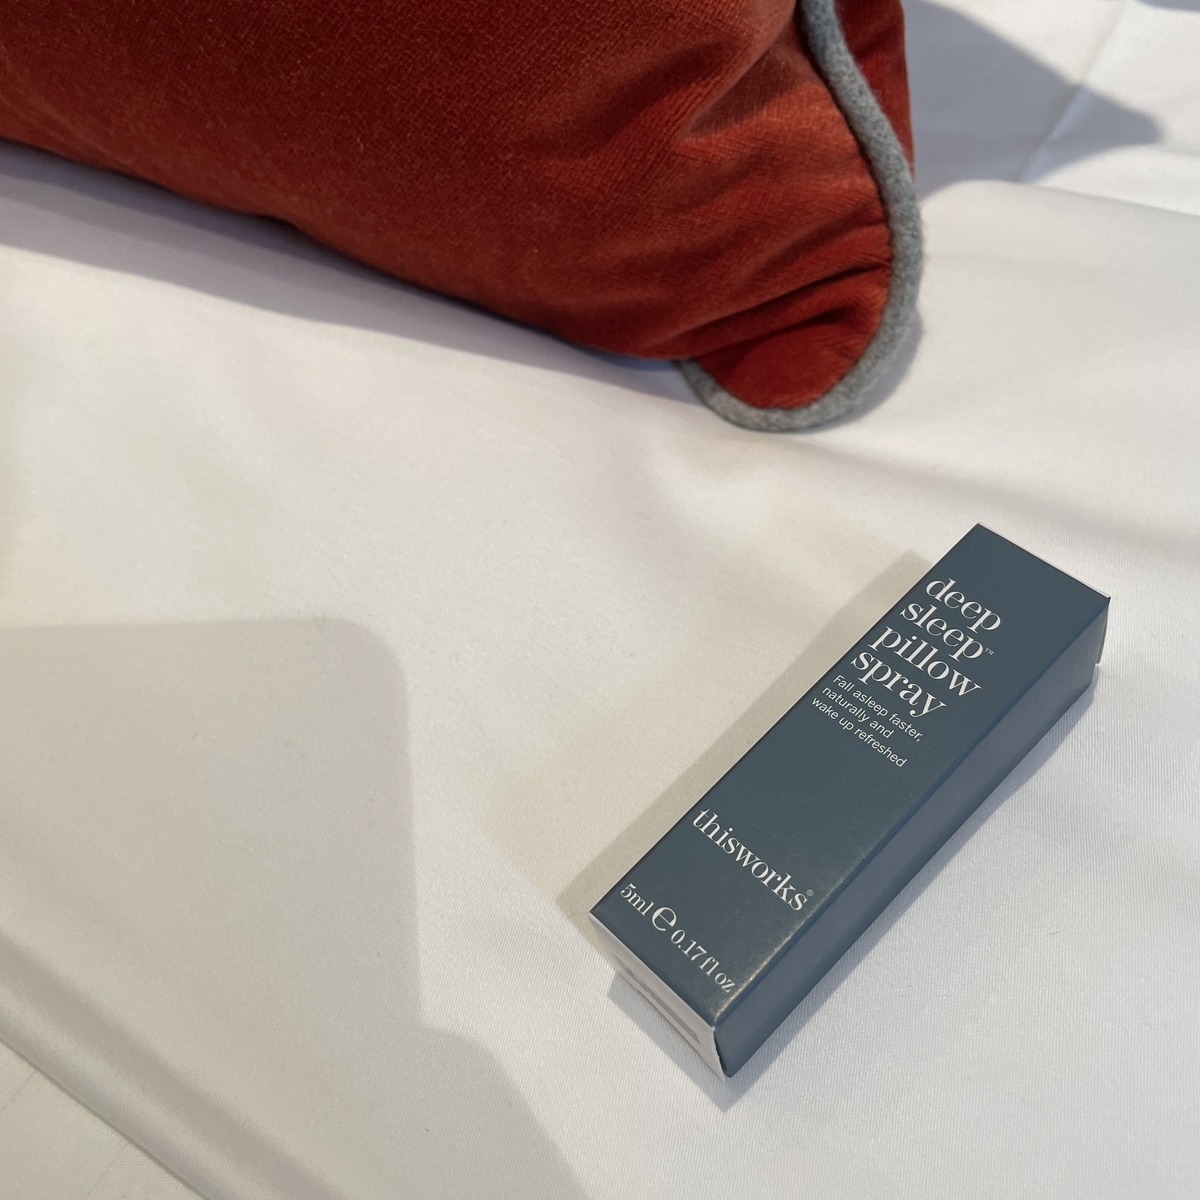 deep
sleep™
pillow
spray
Fall asleep faster,
naturally and
wake up refreshed
thisworks®
5ml ℮ 0.17 fl oz